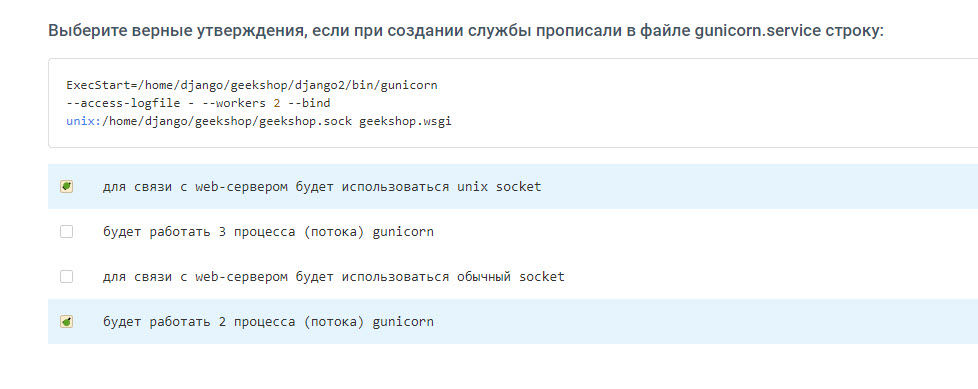 Выберите верные утверждения, если при создании службы прописали в файле gunicorn.service строку:
ExecStart=/home/django/geekshop/django2/bin/gunicorn
--access-logfile - --workers 2 --bind
unix:/home/django/geekshop/geekshop.sock geekshop.wsgi
для связи с web-сервером будет использоваться unix socket
будет работать 3 процесса (потока) gunicorn
для связи с web-сервером будет использоваться обычный socket
будет работать 2 процесса (потока) gunicorn